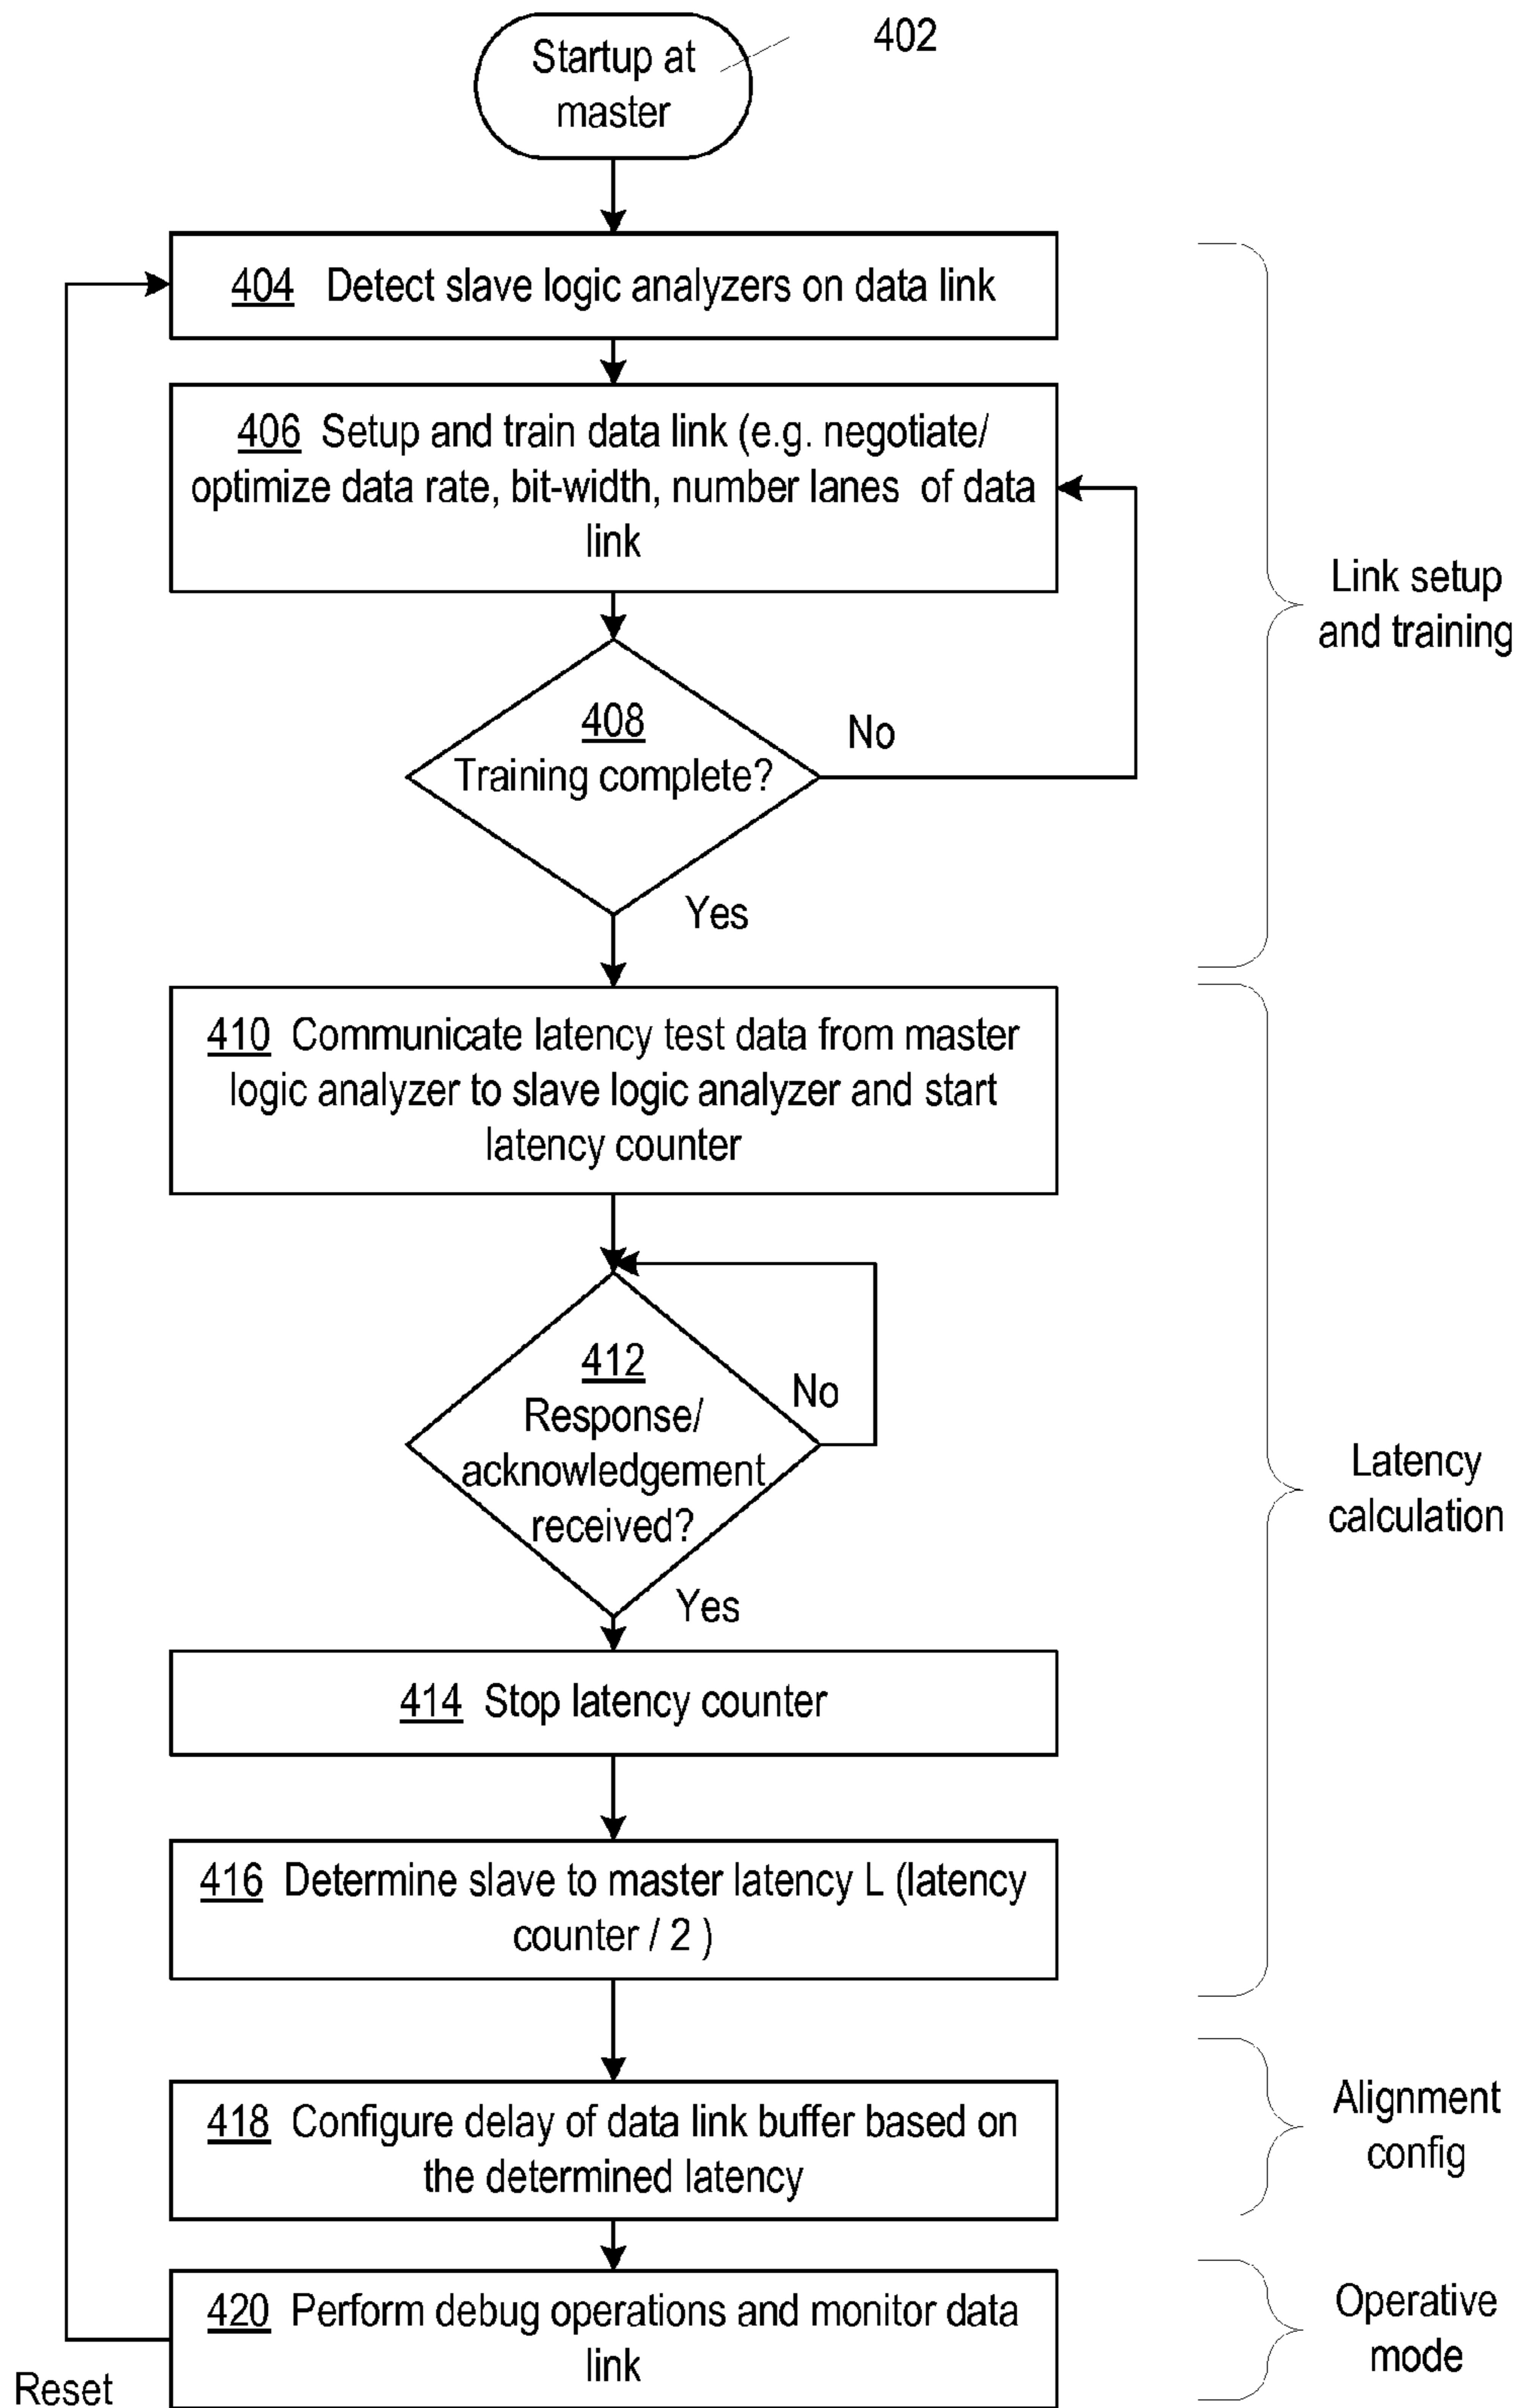 Startup at
master
402
404 Detect slave logic analyzers on data link
406 Setup and train data link (e.g. negotiate/
optimize data rate, bit-width, number lanes of data
link
Link setup
and training
408
Training complete?
No
Yes
410 Communicate latency test data from master
logic analyzer to slave logic analyzer and start
latency counter
412
Response/
acknowledgement
received?
No
Yes
Latency
calculation
414 Stop latency counter
416 Determine slave to master latency L (latency
counter / 2 )
418 Configure delay of data link buffer based on
the determined latency
Alignment
config
420 Perform debug operations and monitor data
link
Operative
mode
Reset